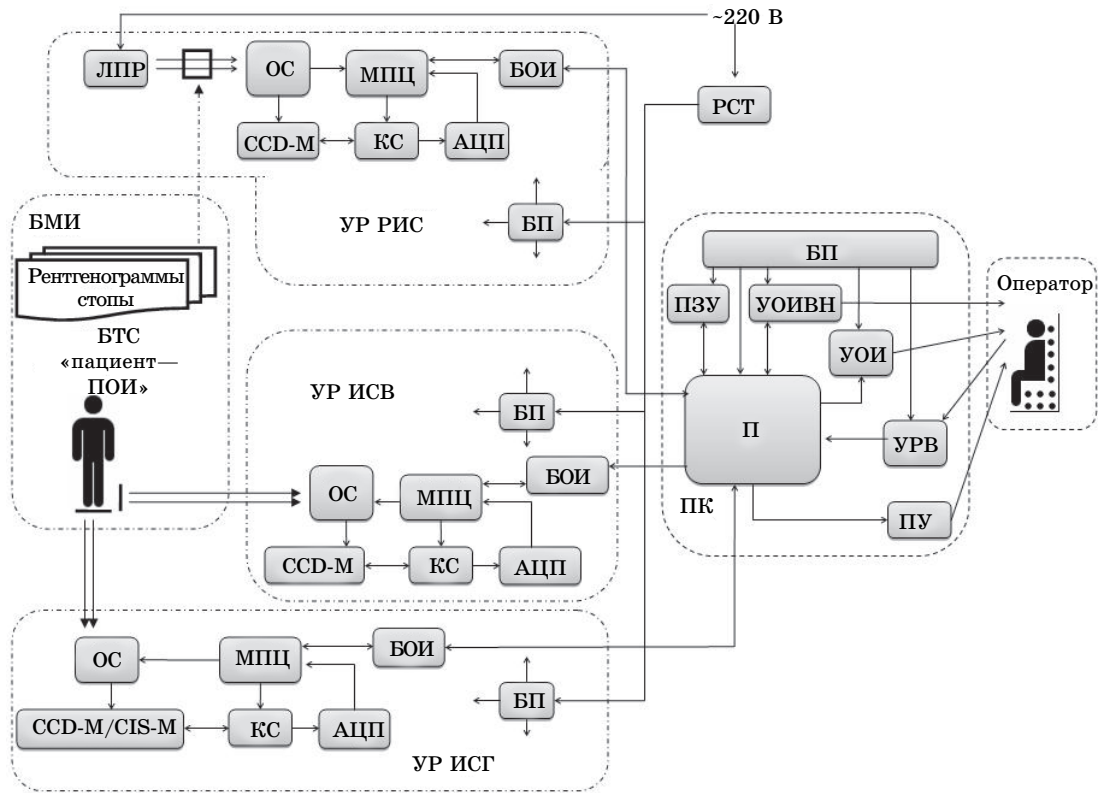 ~220 В
ЛПР
ОС
МПЦ
БОИ
CCD-M
КС
АЦП
РСТ
УР РИС
БП
БМИ
Рентгенограммы
стопы
БТС
«пациент—
ПОИ»
УР ИСВ
БП
БОИ
ОС
МПЦ
CCD-M
КС
АЦП
БП
ПЗУ
УОИВН
УОИ
П
УРВ
ПК
ПУ
Оператор
ОС
МПЦ
БОИ
CCD-M/CIS-M
КС
АЦП
БП
УР ИСГ